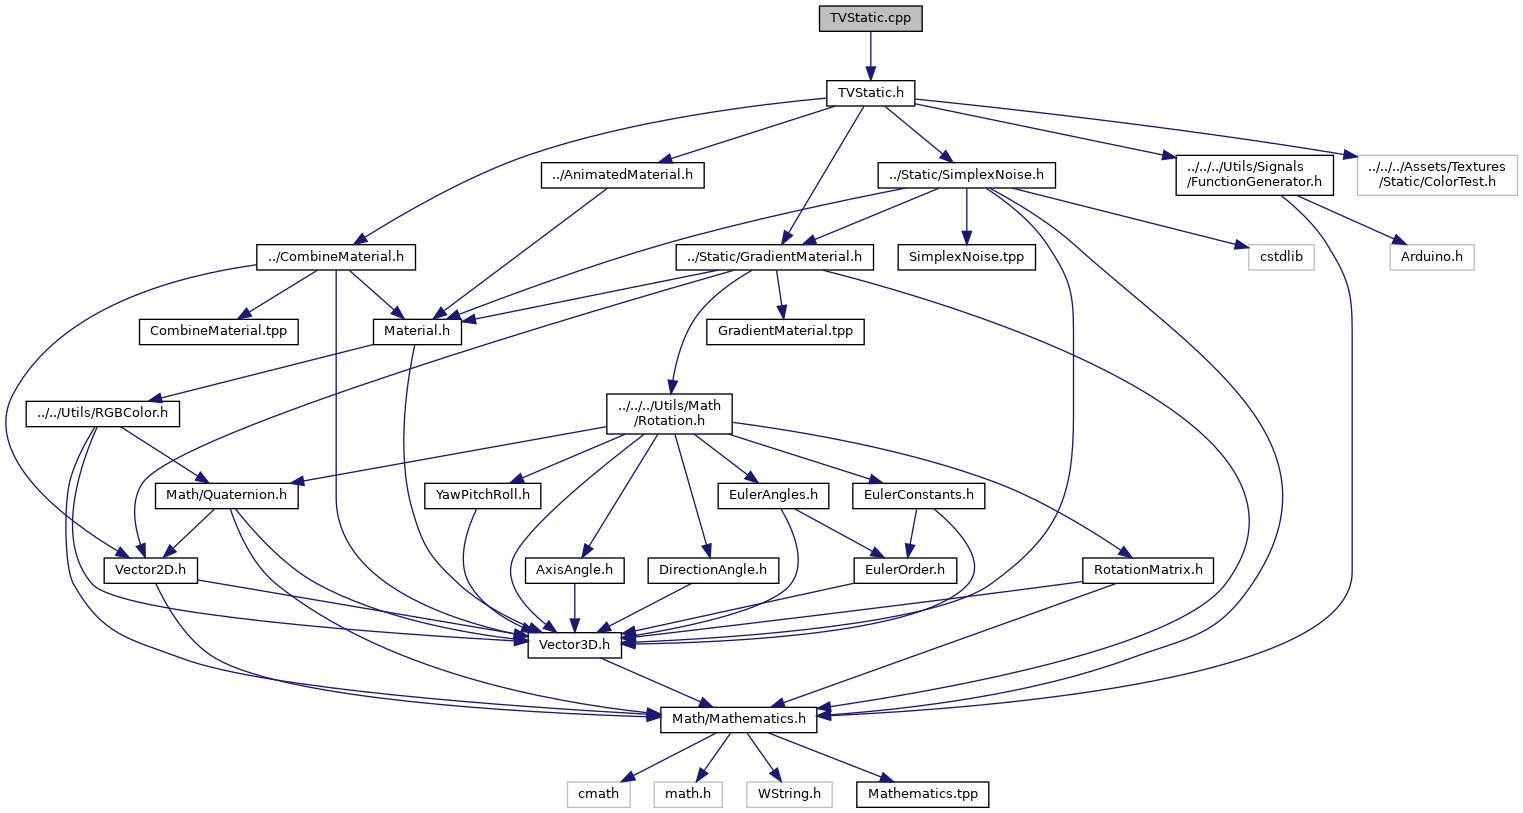 TVStatic.cpp
TVStatic.h
../AnimatedMaterial.h
../Static/SimplexNoise.h
../../../Utils/Signals
/FunctionGenerator.h
../../../Assets/Textures
/Static/ColorTest.h
../CombineMaterial.h
../Static/GradientMaterial.h
SimplexNoise.tpp
cstdlib
Arduino.h
CombineMaterial.tpp
Material.h
GradientMaterial.tpp
../../Utils/RGBColor.h
../../../Utils/Math
/Rotation.h
Math/Quaternion.h
YawPitchRoll.h
EulerAngles.h
EulerConstants.h
Vector2D.h
AxisAngle.h
DirectionAngle.h
EulerOrder.h
RotationMatrix.h
Vector3D.h
Math/Mathematics.h
cmath
math.h
WString.h
Mathematics.tpp